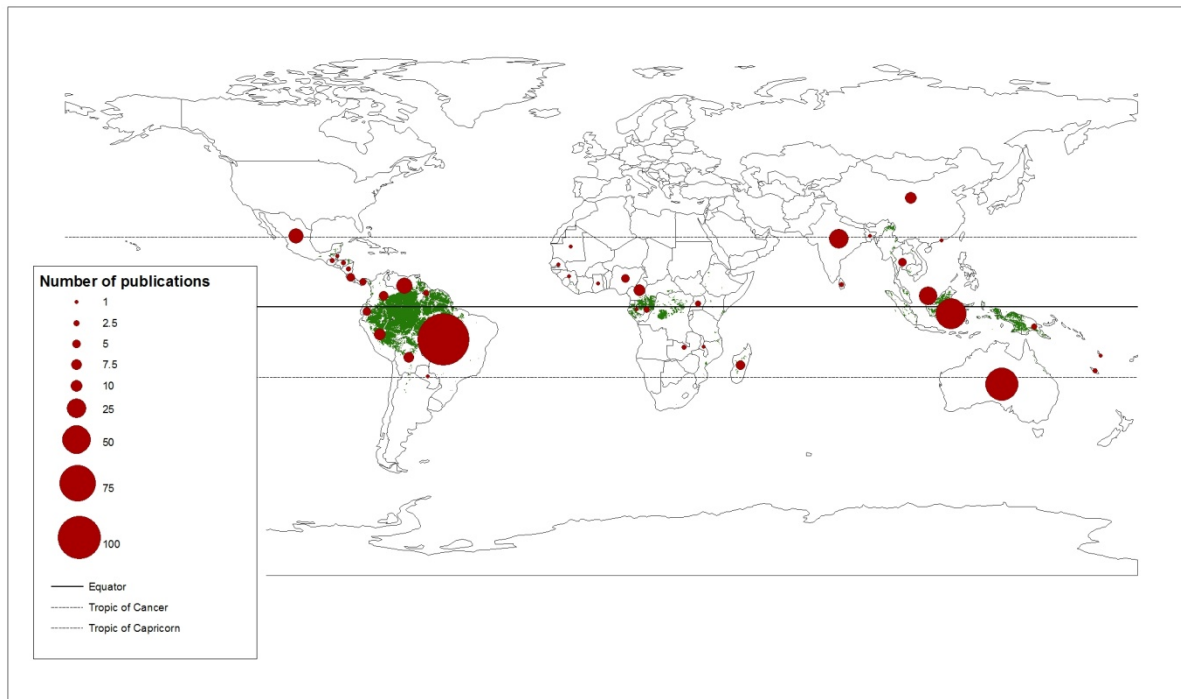 Number of publications
1
2.5
5
7.5
10
25
50
75
100
Equator
Tropic of Cancer
Tropic of Capricorn